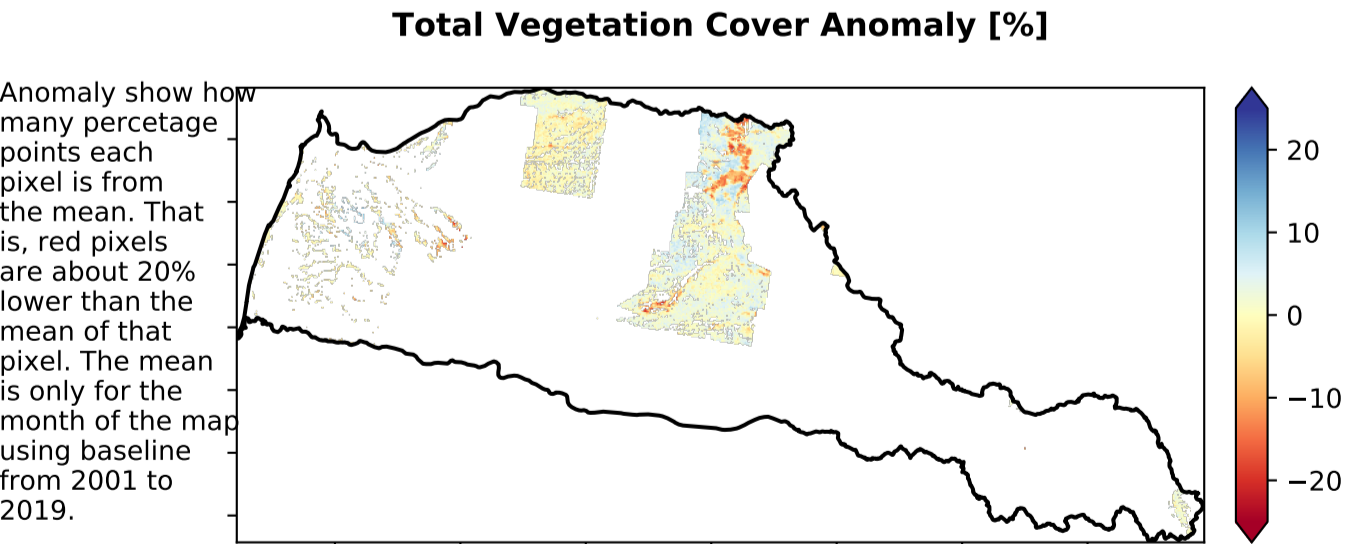 Total Vegetation Cover Anomaly [%]
Anomaly show how
many percetage
points each
pixel is from
the mean. That
is, red pixels
are about 20%
lower than the
mean of that
pixel. The mean
is only for the
month of the map
using baseline
from 2001 to
2019.
20
10
0
−10
−20